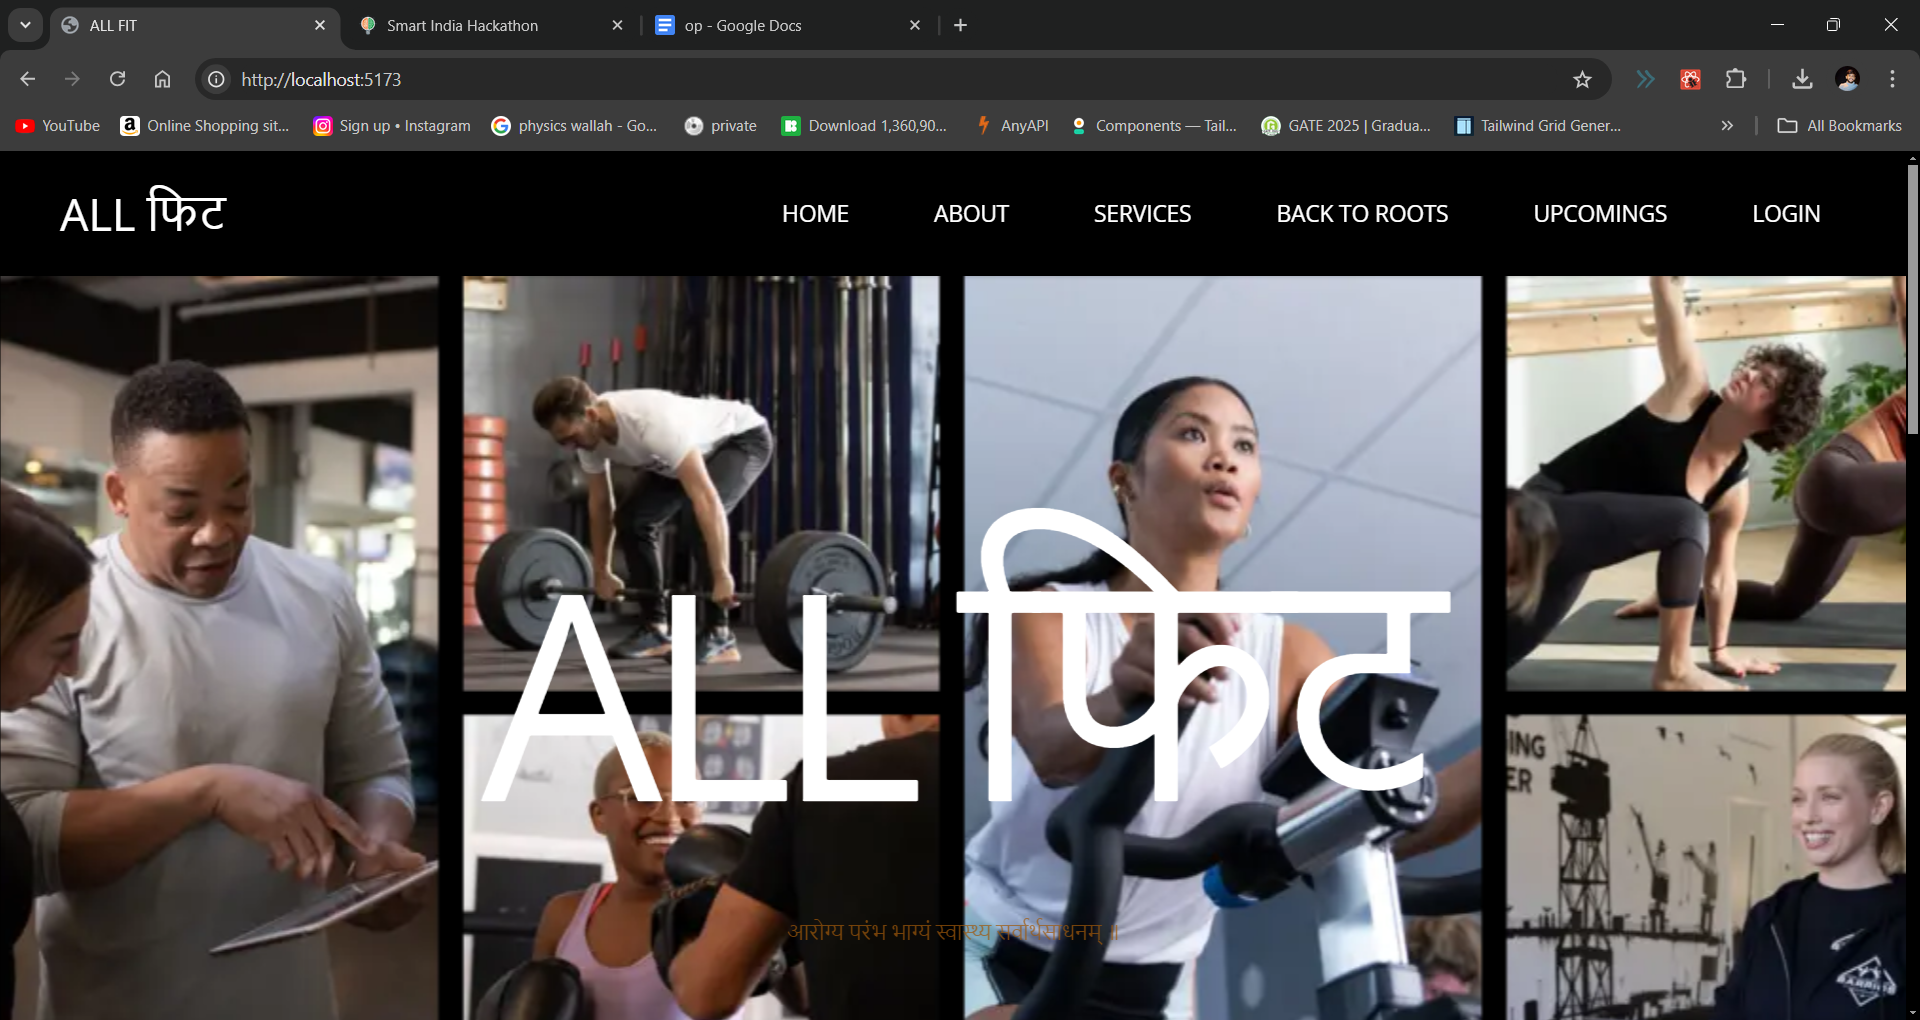 ALL FIT
Smart India Hackathon
op - Google Docs
http://localhost:5173
YouTube
Online Shopping sit...
Sign up • Instagram
physics wallah - Go...
private
Download 1,360,90...
AnyAPI
Components — Tail...
GATE 2025 | Gradua...
Tailwind Grid Gener...
All Bookmarks
ALL फिट
HOME
ABOUT
SERVICES
BACK TO ROOTS
UPCOMINGS
LOGIN
ALL फिट
ING
ER
आरोग्य परंभ भाग्यं स्वास्थ्य सर्वार्थसाधनम् ॥